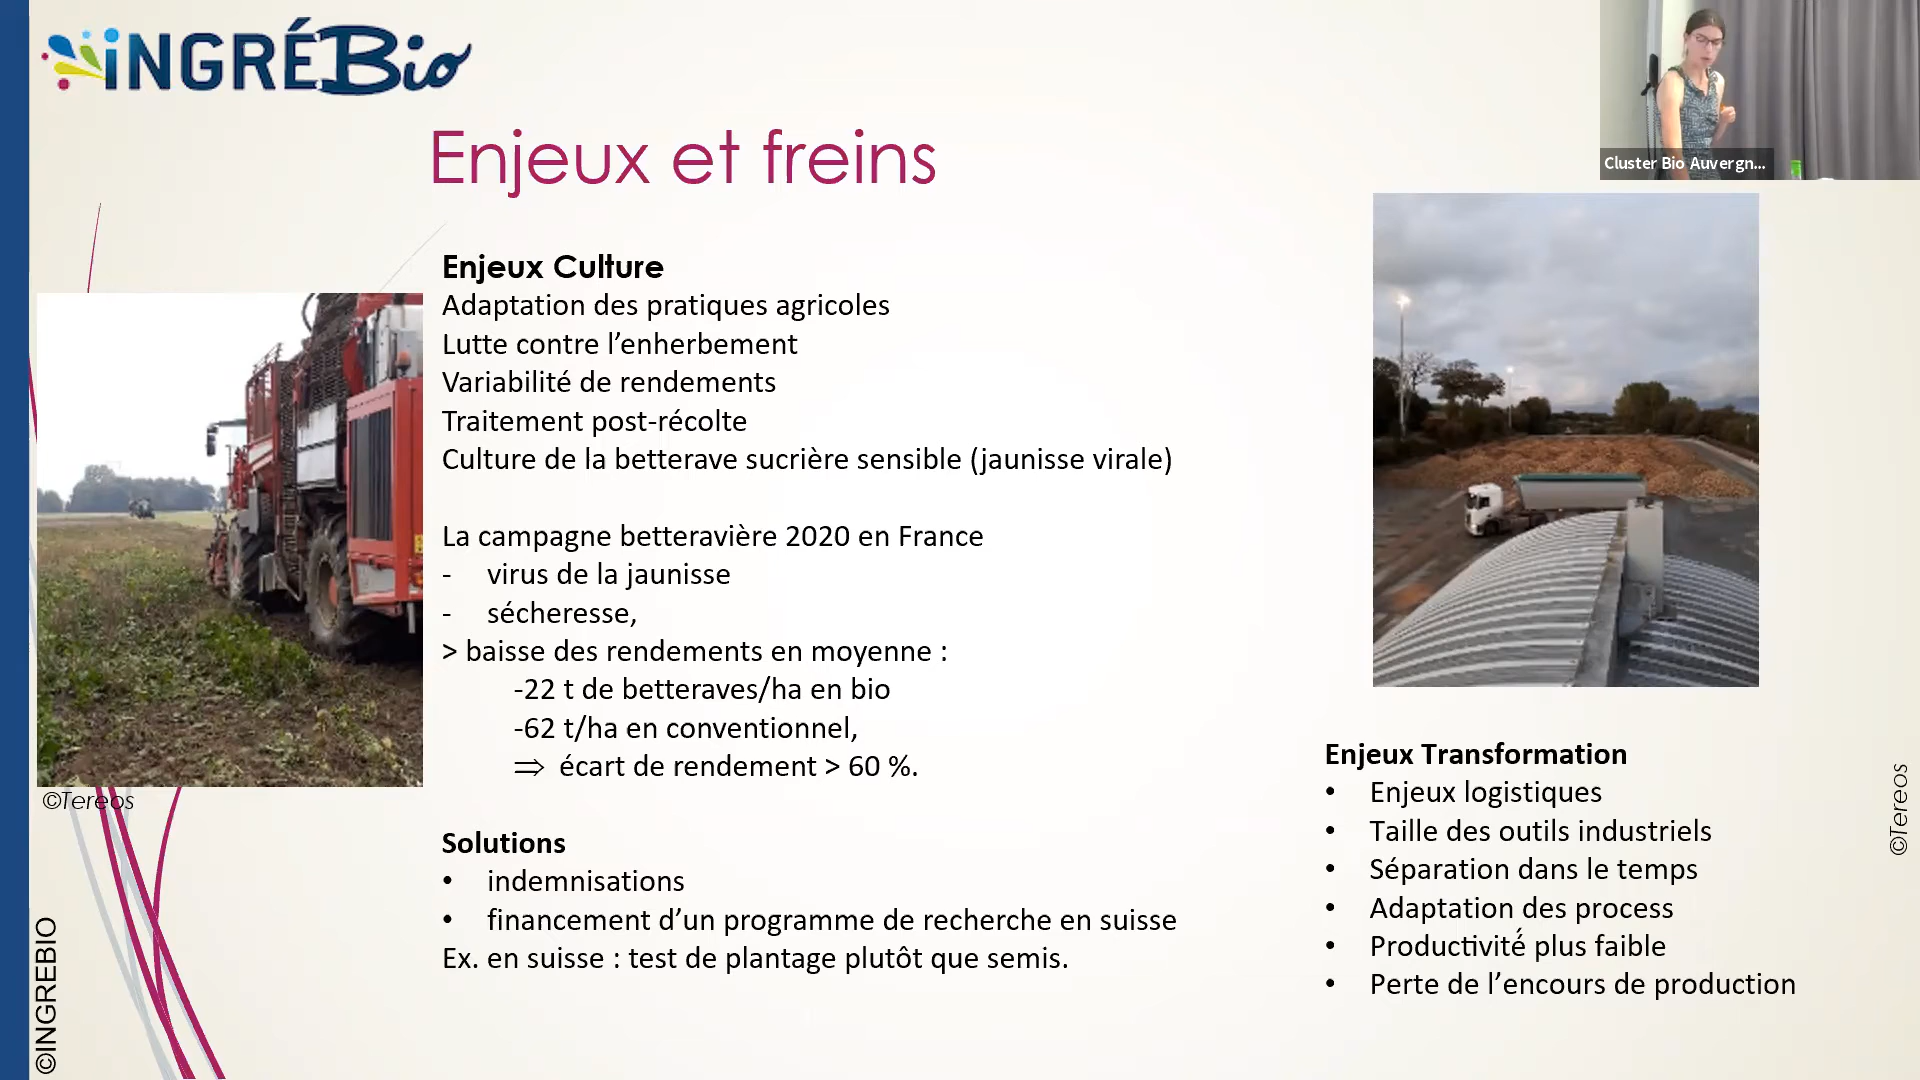 iNGRÉBio
Cluster Bio Auvergn...
Enjeux et freins
Enjeux Culture
Adaptation des pratiques agricoles
Lutte contre l’enherbement
Variabilité de rendements
Traitement post-récolte
Culture de la betterave sucrière sensible (jaunisse virale)
La campagne betteravière 2020 en France
- virus de la jaunisse
- sécheresse,
> baisse des rendements en moyenne :
-22 t de betteraves/ha en bio
-62 t/ha en conventionnel,
⇒ écart de rendement > 60 %.
Solutions
• indemnisations
• financement d’un programme de recherche en suisse
Ex. en suisse : test de plantage plutôt que semis.
©Tereos
©INGREBIO
Enjeux Transformation
• Enjeux logistiques
• Taille des outils industriels
• Séparation dans le temps
• Adaptation des process
• Productivité́ plus faible
• Perte de l’encours de production
©Tereos